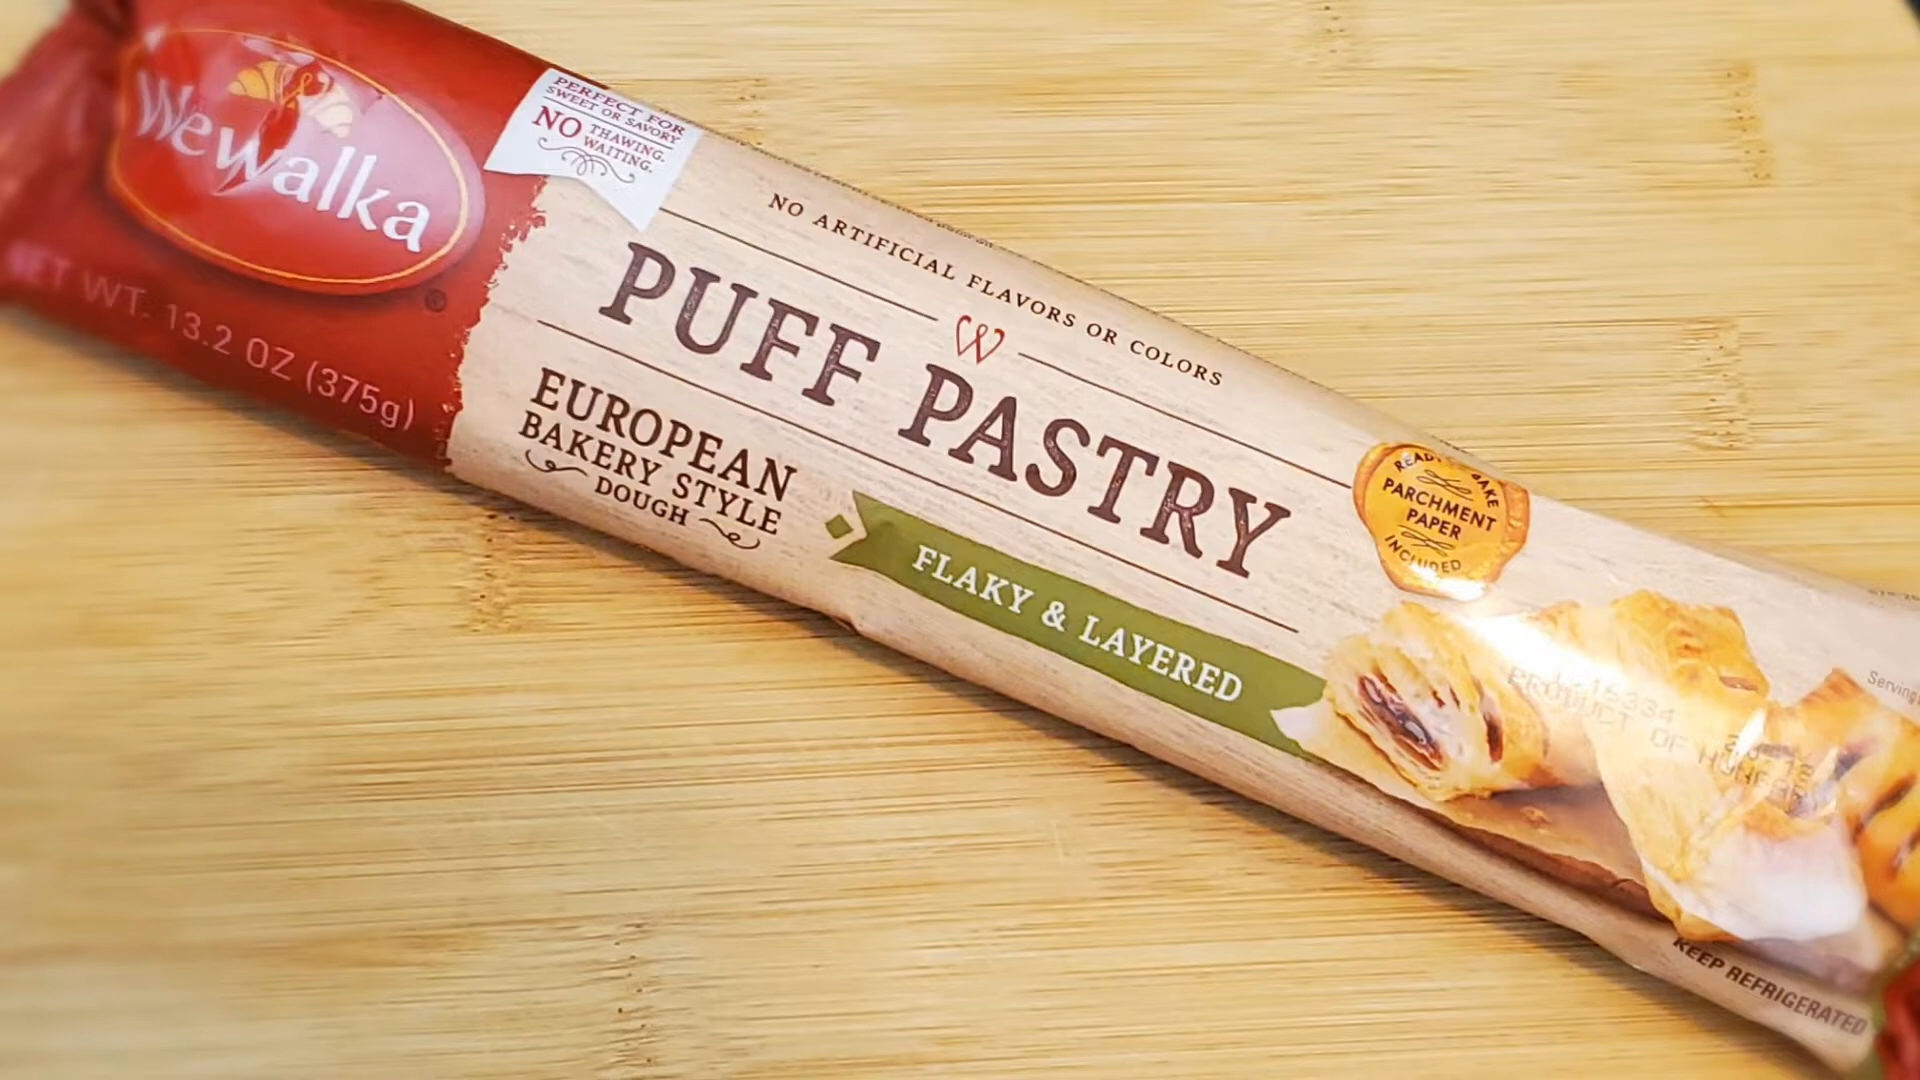 Wewalka
®
NET WT. 13.2 OZ (375g)
PERFECT FOR
SWEET OR SAVORY
NO THAWING.
WAITING.
NO ARTIFICIAL FLAVORS OR COLORS
W
PUFF PASTRY
EUROPEAN
BAKERY STYLE
DOUGH
FLAKY & LAYERED
PARCHMENT
PAPER
INCLUDED
PRODUCT OF
Serving
KEEP REFRIGERATED